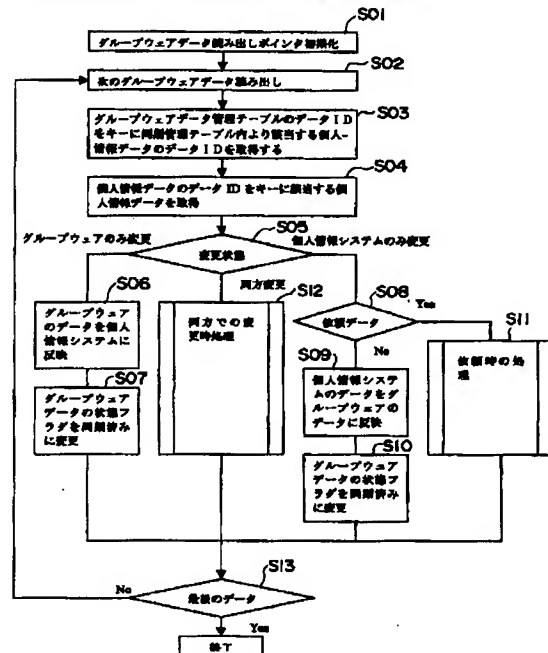 S01
グループウェアデータ読み出しポインタ初期化
S02
次のグループウェアデータ読み出し
S03
グループウェアデータ管理テーブルのデータID
をキーに同期管理テーブル内より該当する個人-
情報データのデータIDを取得する
S04
個人情報データのデータIDをキーに該当する個
人情報データを取得
S05
グループウェアのみ変更
変更状態
個人情報システムのみ変更
S06
グループウェア
のデータを個人
情報システムに
反映
S07
グループウェア
データの状態フ
ラグを同期済み
に変更
両方変更
S12
両方での変
更時処理
S08
依頼データ
Yes
No
S09
個人情報システ
ムのデータをグ
ループウェアの
データに反映
S10
グループウェア
データの状態フ
ラグを同期済み
に変更
S11
依頼時の処
理
S13
No
最後のデータ
Yes
終了